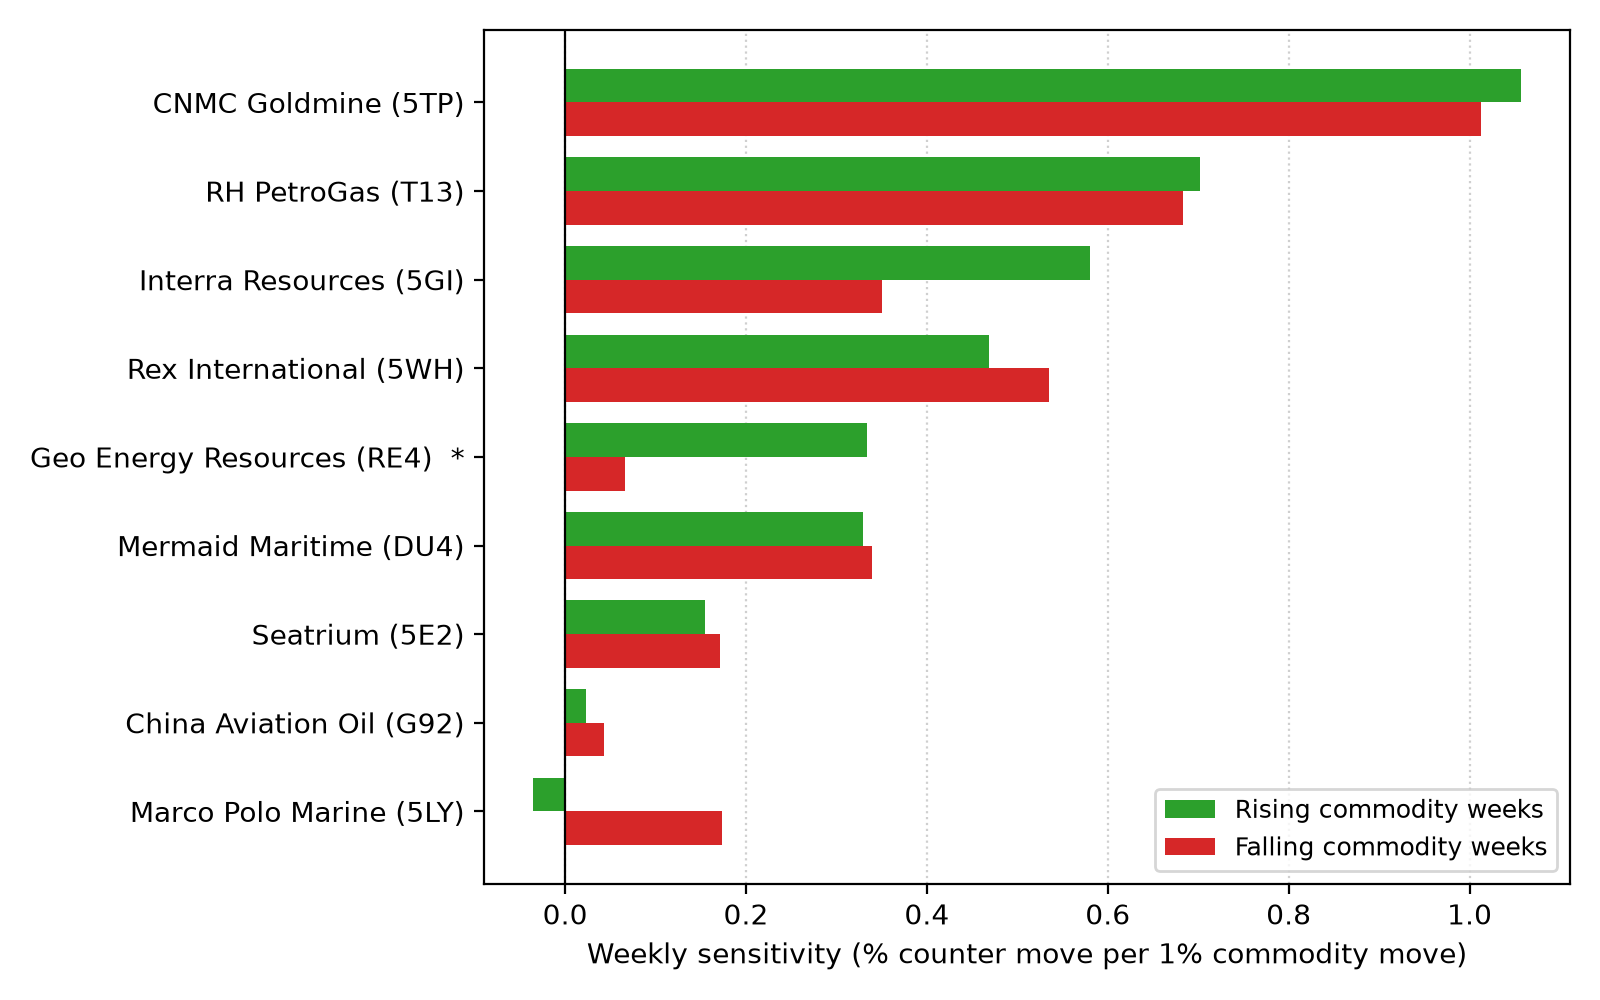 CNMC Goldmine (5TP)
RH PetroGas (T13)
Interra Resources (5GI)
Rex International (5WH)
Geo Energy Resources (RE4)  *
Mermaid Maritime (DU4)
Seatrium (5E2)
China Aviation Oil (G92)
Marco Polo Marine (5LY)
Rising commodity weeks
Falling commodity weeks
0.0 0.2 0.4 0.6 0.8 1.0
Weekly sensitivity (% counter move per 1% commodity move)